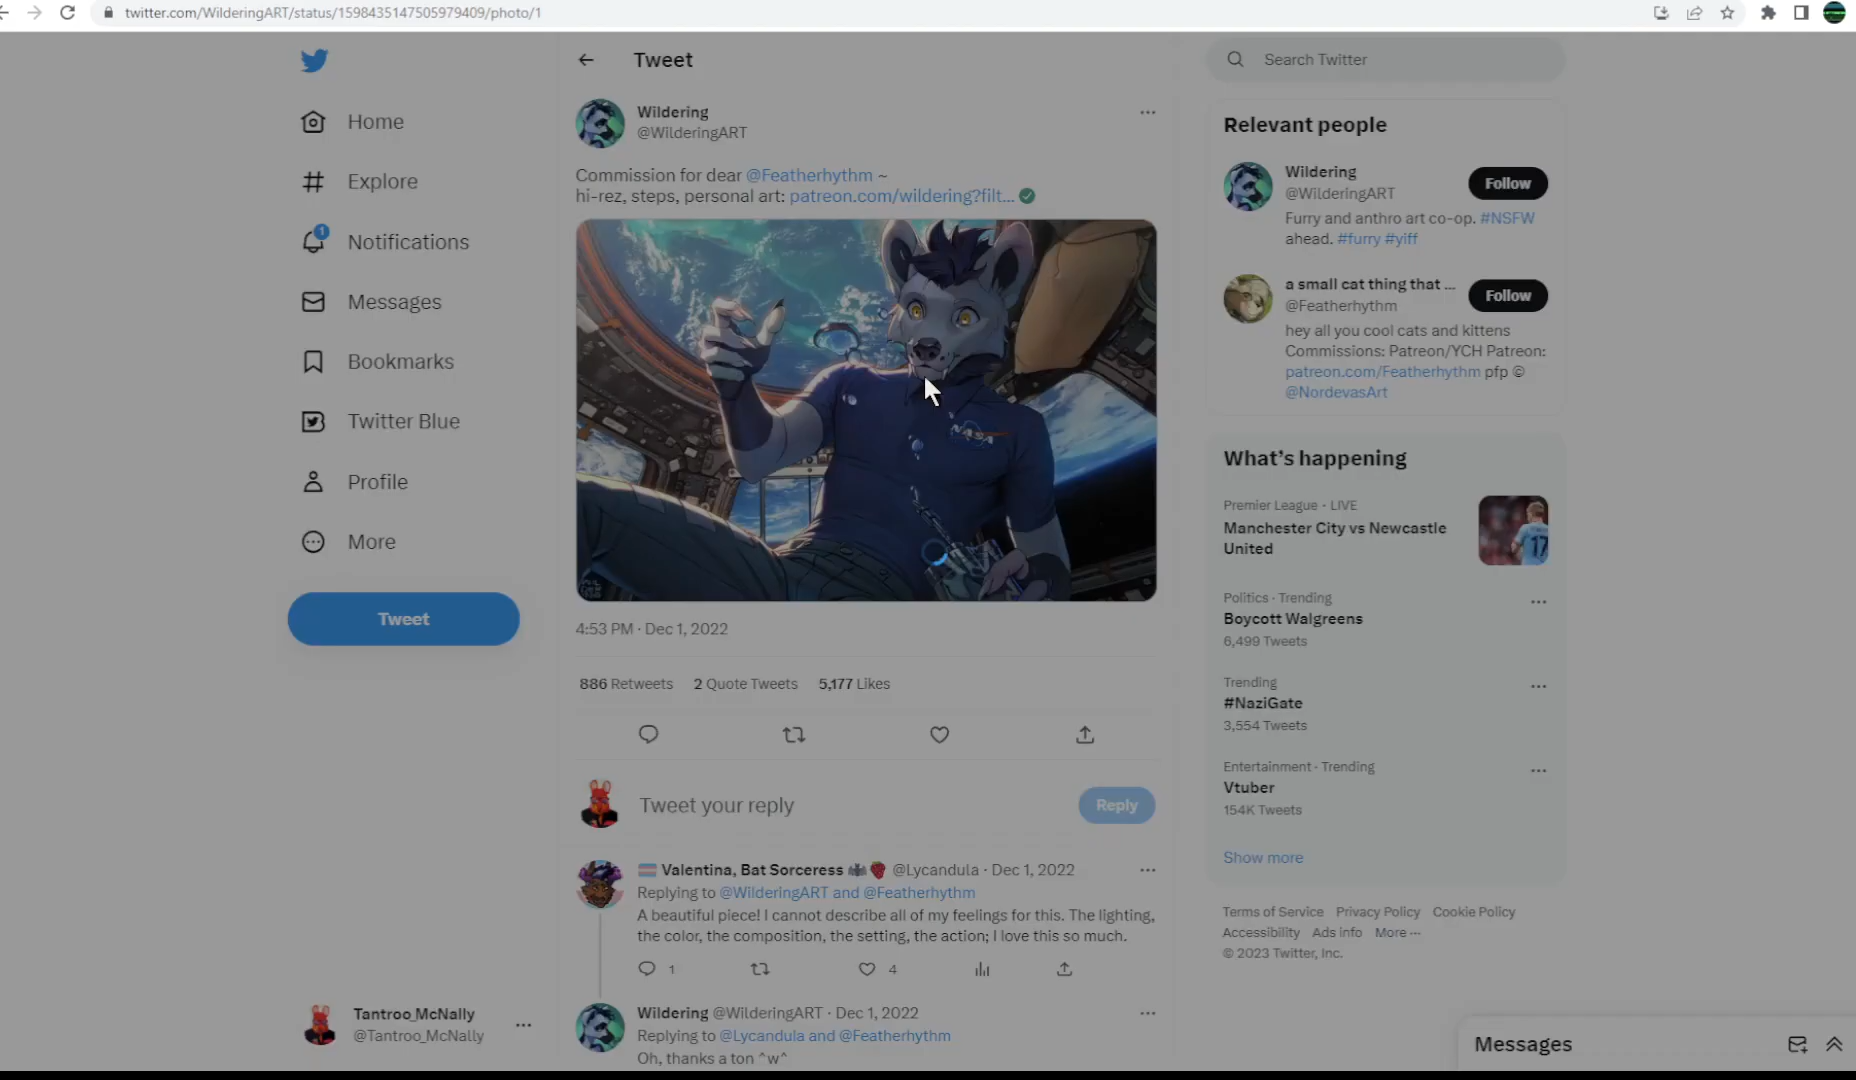 twitter.com/WilderingART/status/1598435147505979409/photo/1
Home
Explore
1
Notifications
Messages
Bookmarks
Twitter Blue
Profile
More
Tweet
Tantroo_McNally
@Tantroo_McNally
Tweet
Wildering
@WilderingART
Commission for dear @Featherhythm ~
hi-rez, steps, personal art: patreon.com/wildering?filt...
NASA
4:53 PM · Dec 1, 2022
886 Retweets 2 Quote Tweets 5,177 Likes
Tweet your reply
Reply
Valentina, Bat Sorceress @Lycandula · Dec 1, 2022
Replying to @WilderingART and @Featherhythm
A beautiful piece! I cannot describe all of my feelings for this. The lighting,
the color, the composition, the setting, the action; I love this so much.
1 4
Wildering @WilderingART · Dec 1, 2022
Replying to @Lycandula and @Featherhythm
Oh, thanks a ton ^w^
Search Twitter
Relevant people
Wildering
@WilderingART
Follow
Furry and anthro art co-op. #NSFW
ahead. #furry #yiff
a small cat thing that ...
@Featherhythm
Follow
hey all you cool cats and kittens
Commissions: Patreon/YCH Patreon:
patreon.com/Featherhythm pfp ©
@NordevasArt
What's happening
Premier League · LIVE
Manchester City vs Newcastle
United
17
Politics · Trending
Boycott Walgreens
6,499 Tweets
Trending
#NaziGate
3,554 Tweets
Entertainment · Trending
Vtuber
154K Tweets
Show more
Terms of Service Privacy Policy Cookie Policy
Accessibility Ads info More ···
© 2023 Twitter, Inc.
Messages